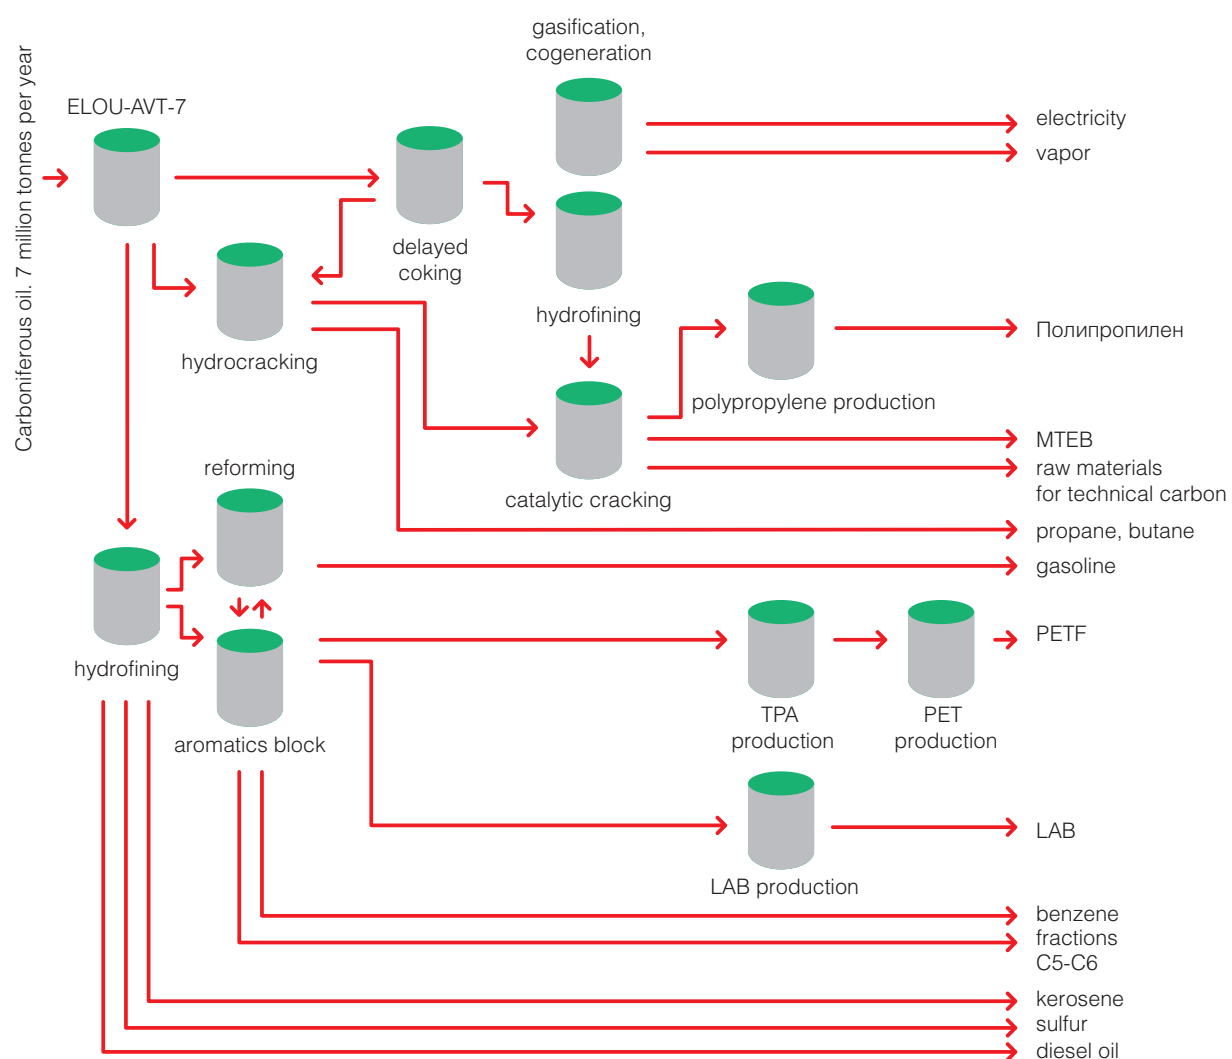 gasification,
cogeneration
Carboniferous oil. 7 million tonnes per year
ELOU-AVT-7
electricity
vapor
delayed
coking
hydrofining
hydrocracking
Полипропилен
polypropylene production
MTEB
reforming
raw materials
for technical carbon
catalytic cracking
propane, butane
gasoline
PETF
hydrofining
TPA
production
PET
production
aromatics block
LAB
LAB production
benzene
fractions
C5-C6
kerosene
sulfur
diesel oil